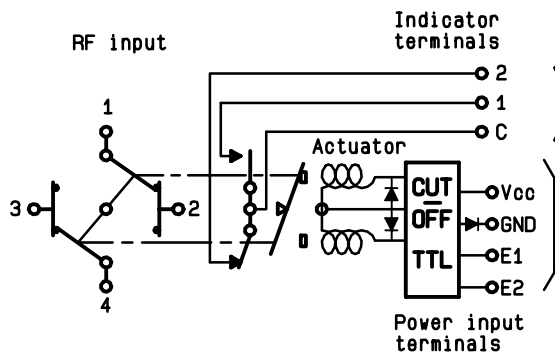 RF input
Indicator
terminals
2
1
C
1
Actuator
3
2
4
CUT
OFF
TTL
Vcc
GND
E1
E2
Power input
terminals